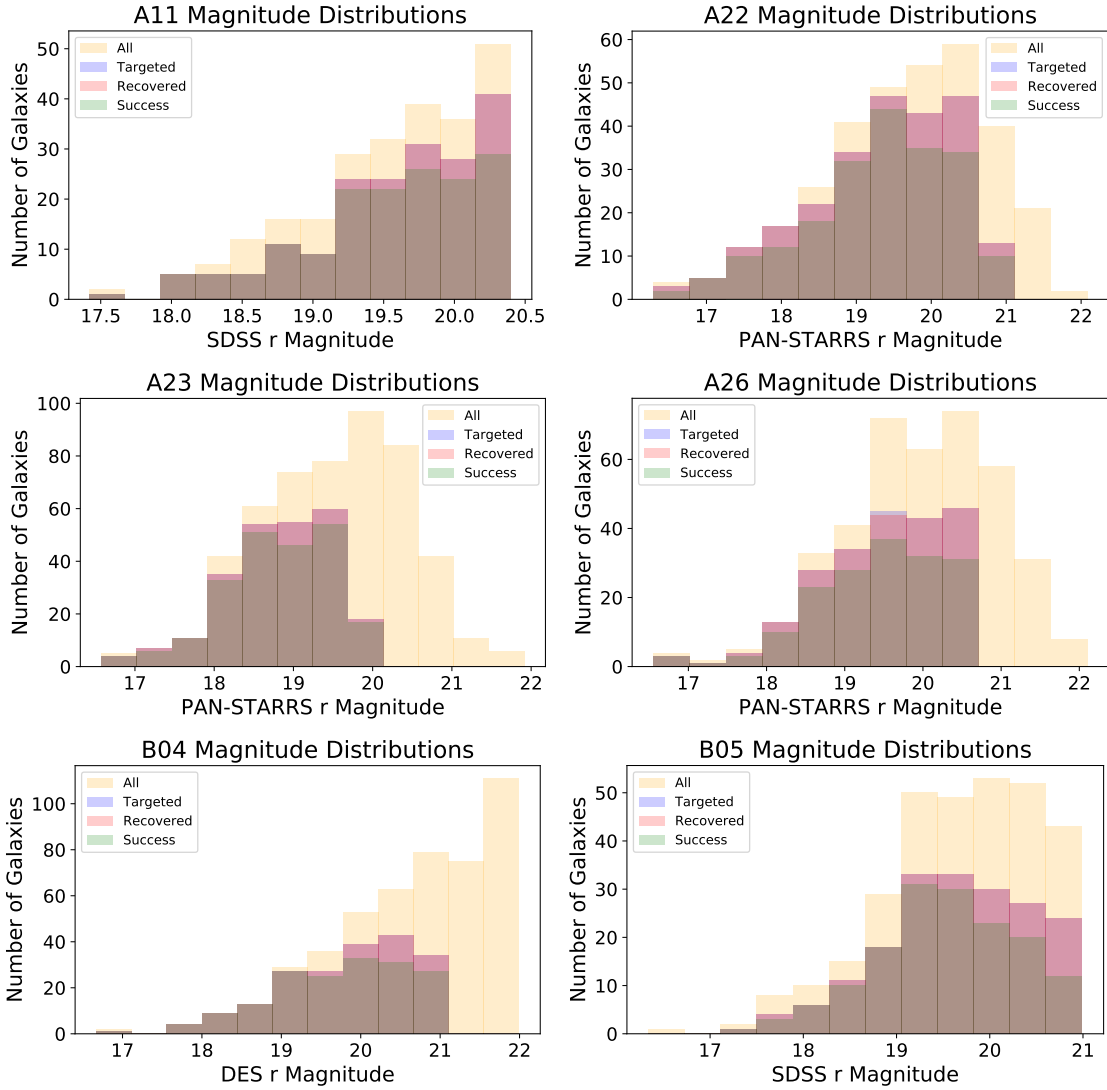 A11 Magnitude Distributions
Number of Galaxies
50
40
30
20
10
0
All
Targeted
Recovered
Success
17.5 18.0 18.5 19.0 19.5 20.0 20.5
SDSS r Magnitude
A22 Magnitude Distributions
Number of Galaxies
60
50
40
30
20
10
0
All
Targeted
Recovered
Success
17 18 19 20 21 22
PAN-STARRS r Magnitude
A23 Magnitude Distributions
Number of Galaxies
100
80
60
40
20
0
All
Targeted
Recovered
Success
17 18 19 20 21 22
PAN-STARRS r Magnitude
A26 Magnitude Distributions
Number of Galaxies
60
40
20
0
All
Targeted
Recovered
Success
17 18 19 20 21 22
PAN-STARRS r Magnitude
B04 Magnitude Distributions
Number of Galaxies
100
80
60
40
20
0
All
Targeted
Recovered
Success
17 18 19 20 21 22
DES r Magnitude
B05 Magnitude Distributions
Number of Galaxies
50
40
30
20
10
0
All
Targeted
Recovered
Success
17 18 19 20 21
SDSS r Magnitude